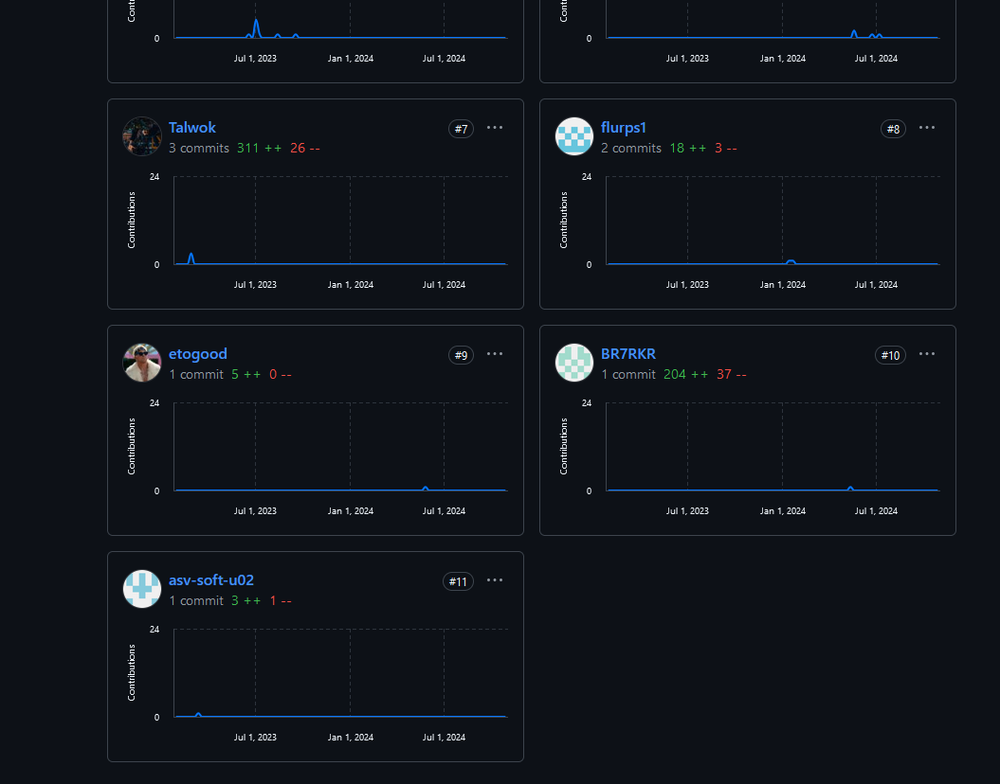 Contri
0
Jul 1, 2023 Jan 1, 2024 Jul 1, 2024
Contri
0
Jul 1, 2023 Jan 1, 2024 Jul 1, 2024
Talwok
#7
3 commits 311 ++ 26 --
24
Contributions
0
Jul 1, 2023 Jan 1, 2024 Jul 1, 2024
flurps1
#8
2 commits 18 ++ 3 --
24
Contributions
0
Jul 1, 2023 Jan 1, 2024 Jul 1, 2024
etogood
#9
1 commit 5 ++ 0 --
24
Contributions
0
Jul 1, 2023 Jan 1, 2024 Jul 1, 2024
BR7RKR
#10
1 commit 204 ++ 37 --
24
Contributions
0
Jul 1, 2023 Jan 1, 2024 Jul 1, 2024
asv-soft-u02
#11
1 commit 3 ++ 1 --
24
Contributions
0
Jul 1, 2023 Jan 1, 2024 Jul 1, 2024